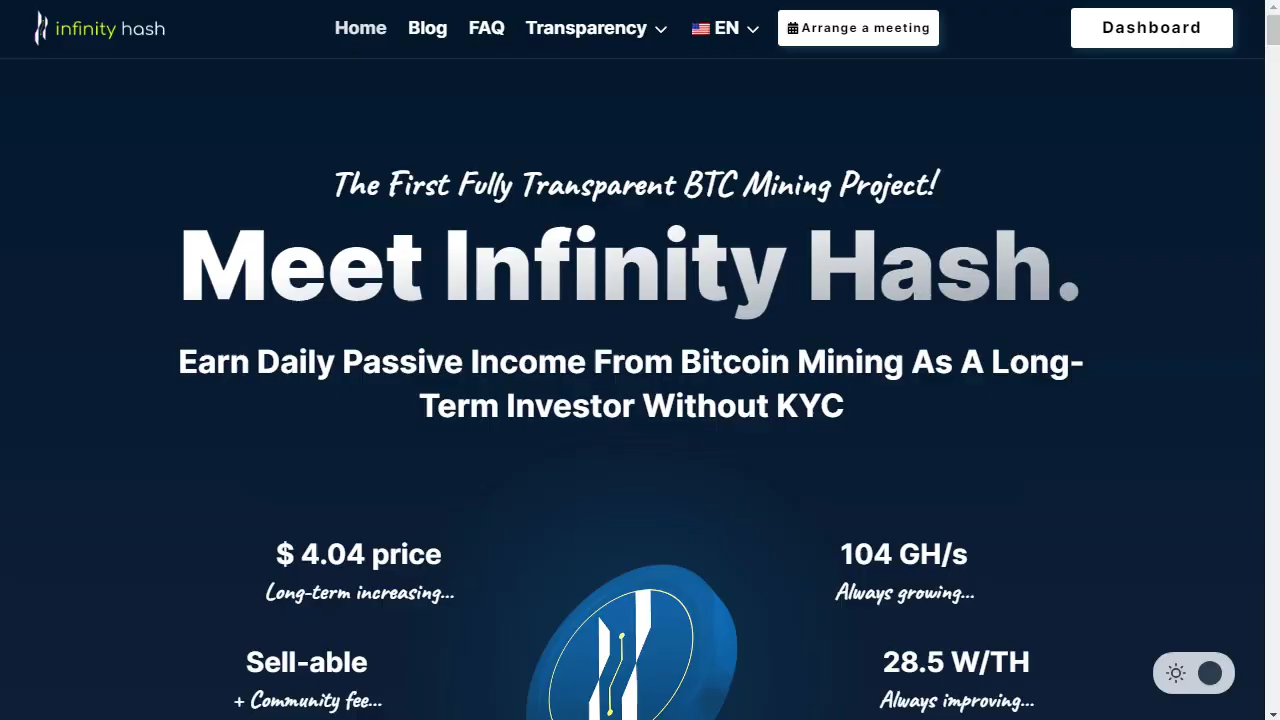 infinity hash
Home
Blog
FAQ
Transparency
EN
Arrange a meeting
Dashboard
The First Fully Transparent BTC Mining Project!
Meet Infinity Hash.
Earn Daily Passive Income From Bitcoin Mining As A Long-
Term Investor Without KYC
$ 4.04 price
Long-term increasing...
104 GH/s
Always growing...
Sell-able
+ Community fee...
28.5 W/TH
Always improving...